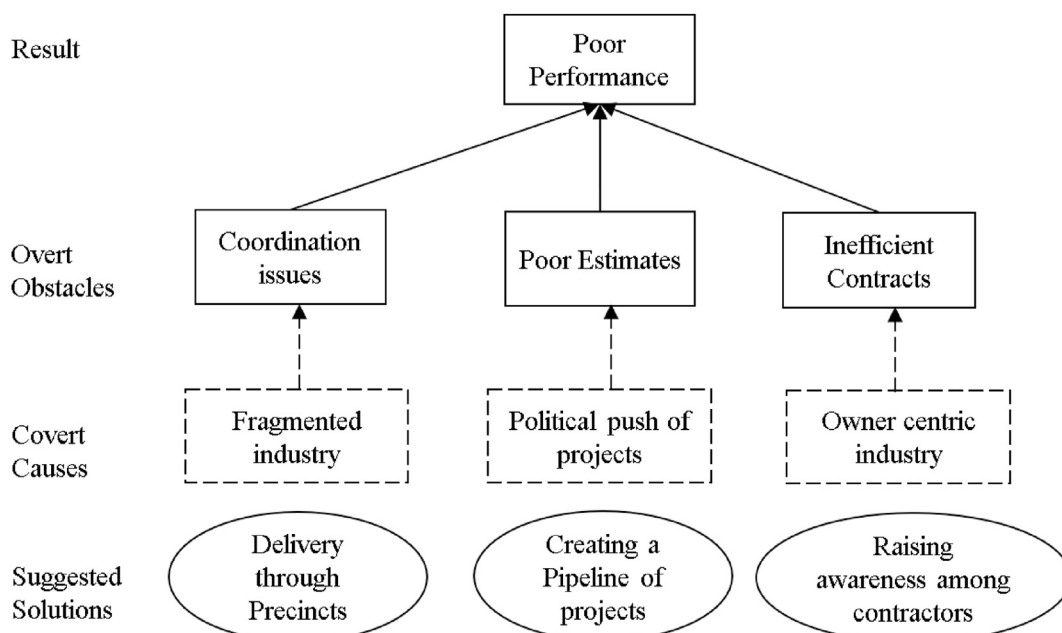 Result
Poor
Performance
Overt
Obstacles
Coordination
issues
Poor Estimates
Inefficient
Contracts
Covert
Causes
Fragmented
industry
Political push of
projects
Owner centric
industry
Suggested
Solutions
Delivery
through
Precincts
Creating a
Pipeline of
projects
Raising
awareness among
contractors